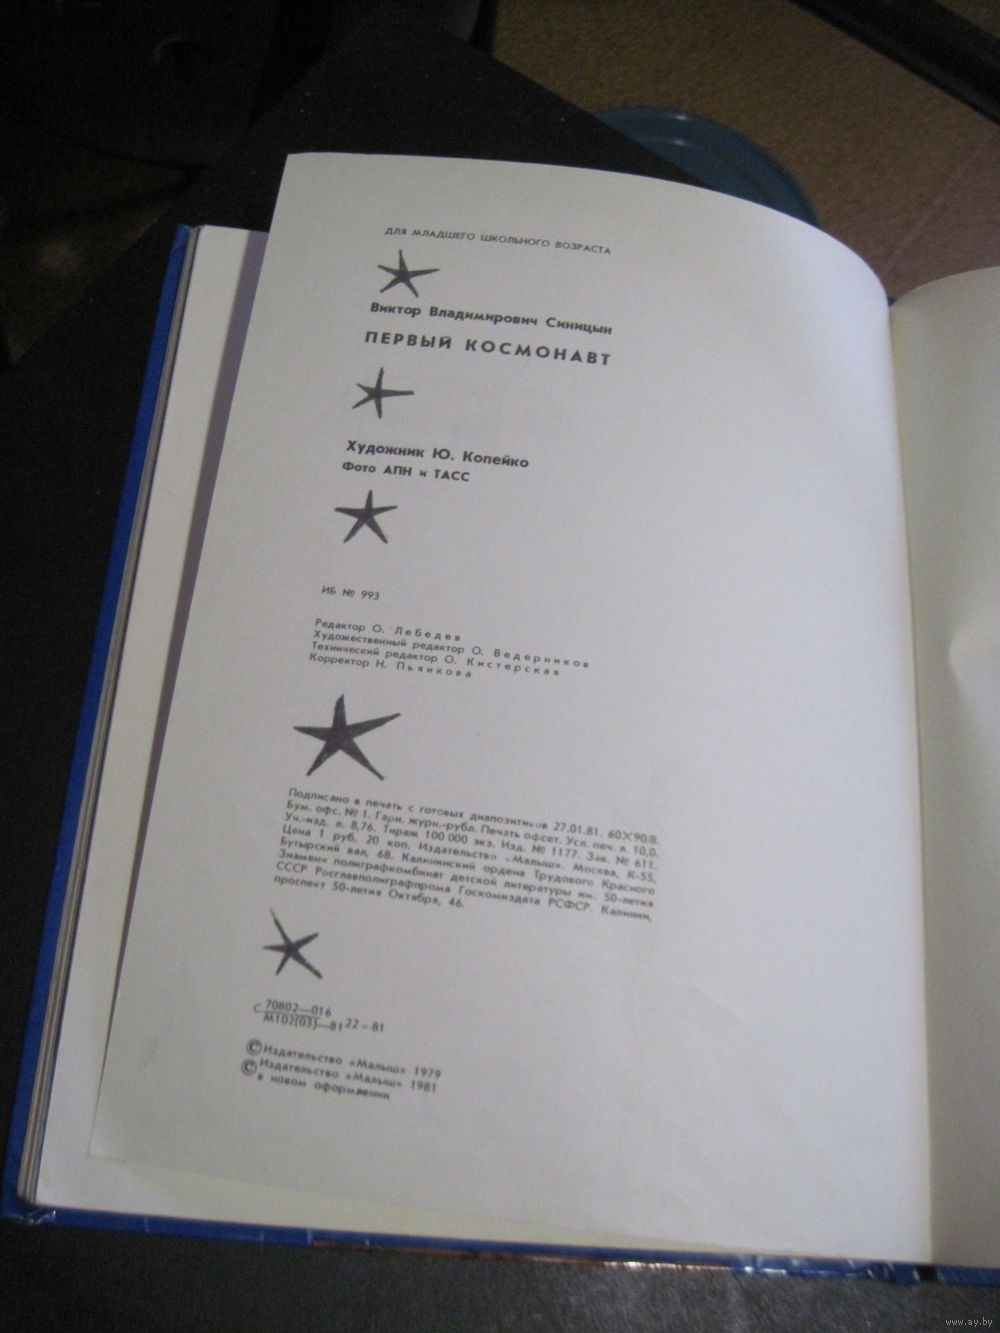 ДЛЯ МЛАДШЕГО ШКОЛЬНОГО ВОЗРАСТА
Виктор Владимирович Синицын
ПЕРВЫЙ КОСМОНАВТ
Художник Ю. Копейко
Фото АПН и ТАСС
ИБ № 993
Редактор О. Лебедев
Художественный редактор О. Ведерников
Технический редактор О. Кистерская
Корректор Н. Пьянкова
Подписано в печать с готовых диапозитивов 27.01.81. 60×90/8.
Бум. офс. № 1. Гарн. журн.-рубл. Печать офсет. Усл. печ. л. 10,0.
Уч.-изд. л. 8,76. Тираж 100 000 экз. Изд. № 1177. Зак. № 611.
Цена 1 руб. 20 коп. Издательство «Малыш». Москва, К-55,
Бутырский вал, 68. Калининский ордена Трудового Красного
Знамени полиграфкомбинат детской литературы им. 50-летия
СССР Росглавполиграфпрома Госкомиздата РСФСР. Калинин,
проспект 50-летия Октября, 46.
С 70802—016
М102(03)—81 22–81
© Издательство «Малыш» 1979
© Издательство «Малыш» 1981
в новом оформлении
www.ay.by